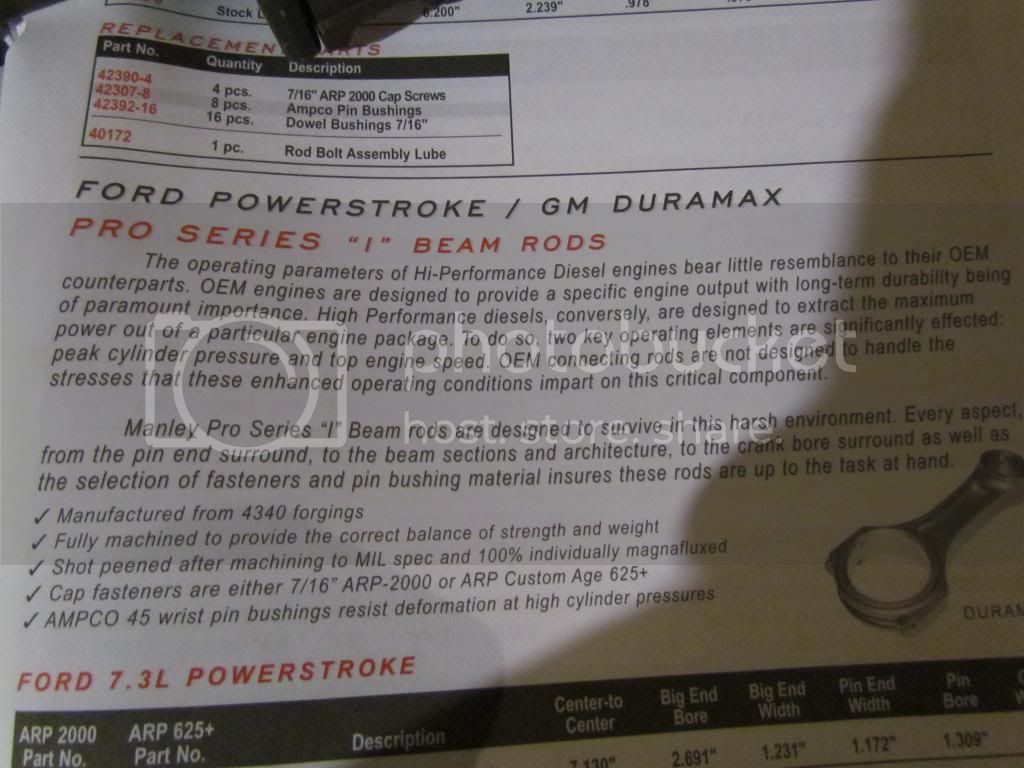 Stock
6.200" 2.239" .978
REPLACEMENT PARTS
Part No. Quantity Description
42390-4 4 pcs. 7/16" ARP 2000 Cap Screws
42307-8 8 pcs. Ampco Pin Bushings
42392-16 16 pcs. Dowel Bushings 7/16"
40172 1 pc. Rod Bolt Assembly Lube
FORD POWERSTROKE / GM DURAMAX
PRO SERIES "I" BEAM RODS
The operating parameters of Hi-Performance Diesel engines bear little resemblance to their OEM
counterparts. OEM engines are designed to provide a specific engine output with long-term durability being
of paramount importance. High Performance diesels, conversely, are designed to extract the maximum
power out of a particular engine package. To do so, two key operating elements are significantly effected:
peak cylinder pressure and top engine speed. OEM connecting rods are not designed to handle the
stresses that these enhanced operating conditions impart on this critical component.
Manley Pro Series "I" Beam rods are designed to survive in this harsh environment. Every aspect,
from the pin end surround, to the beam sections and architecture, to the crank bore surround as well as
the selection of fasteners and pin bushing material insures these rods are up to the task at hand.
✓ Manufactured from 4340 forgings
✓ Fully machined to provide the correct balance of strength and weight
✓ Shot peened after machining to MIL spec and 100% individually magnafluxed
✓ Cap fasteners are either 7/16" ARP-2000 or ARP Custom Age 625+
✓ AMPCO 45 wrist pin bushings resist deformation at high cylinder pressures
DURAM
FORD 7.3L POWERSTROKE
ARP 2000 Part No. ARP 625+ Part No. Description Center-to Center Big End Bore Big End Width Pin End Width Pin Bore
7.130" 2.691" 1.231" 1.172" 1.309"
photobucket
host. store. share.